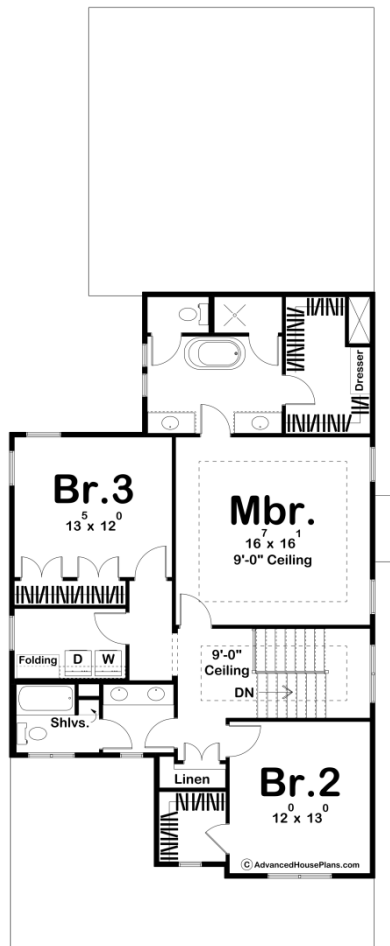 Dresser
Br.3
13⁵ x 12⁰
Mbr.
16⁷ x 16¹
9'-0" Ceiling
Folding
D
W
9'-0"
Ceiling
DN
Shlvs.
Linen
Br.2
12⁰ x 13⁰
© AdvancedHousePlans.com